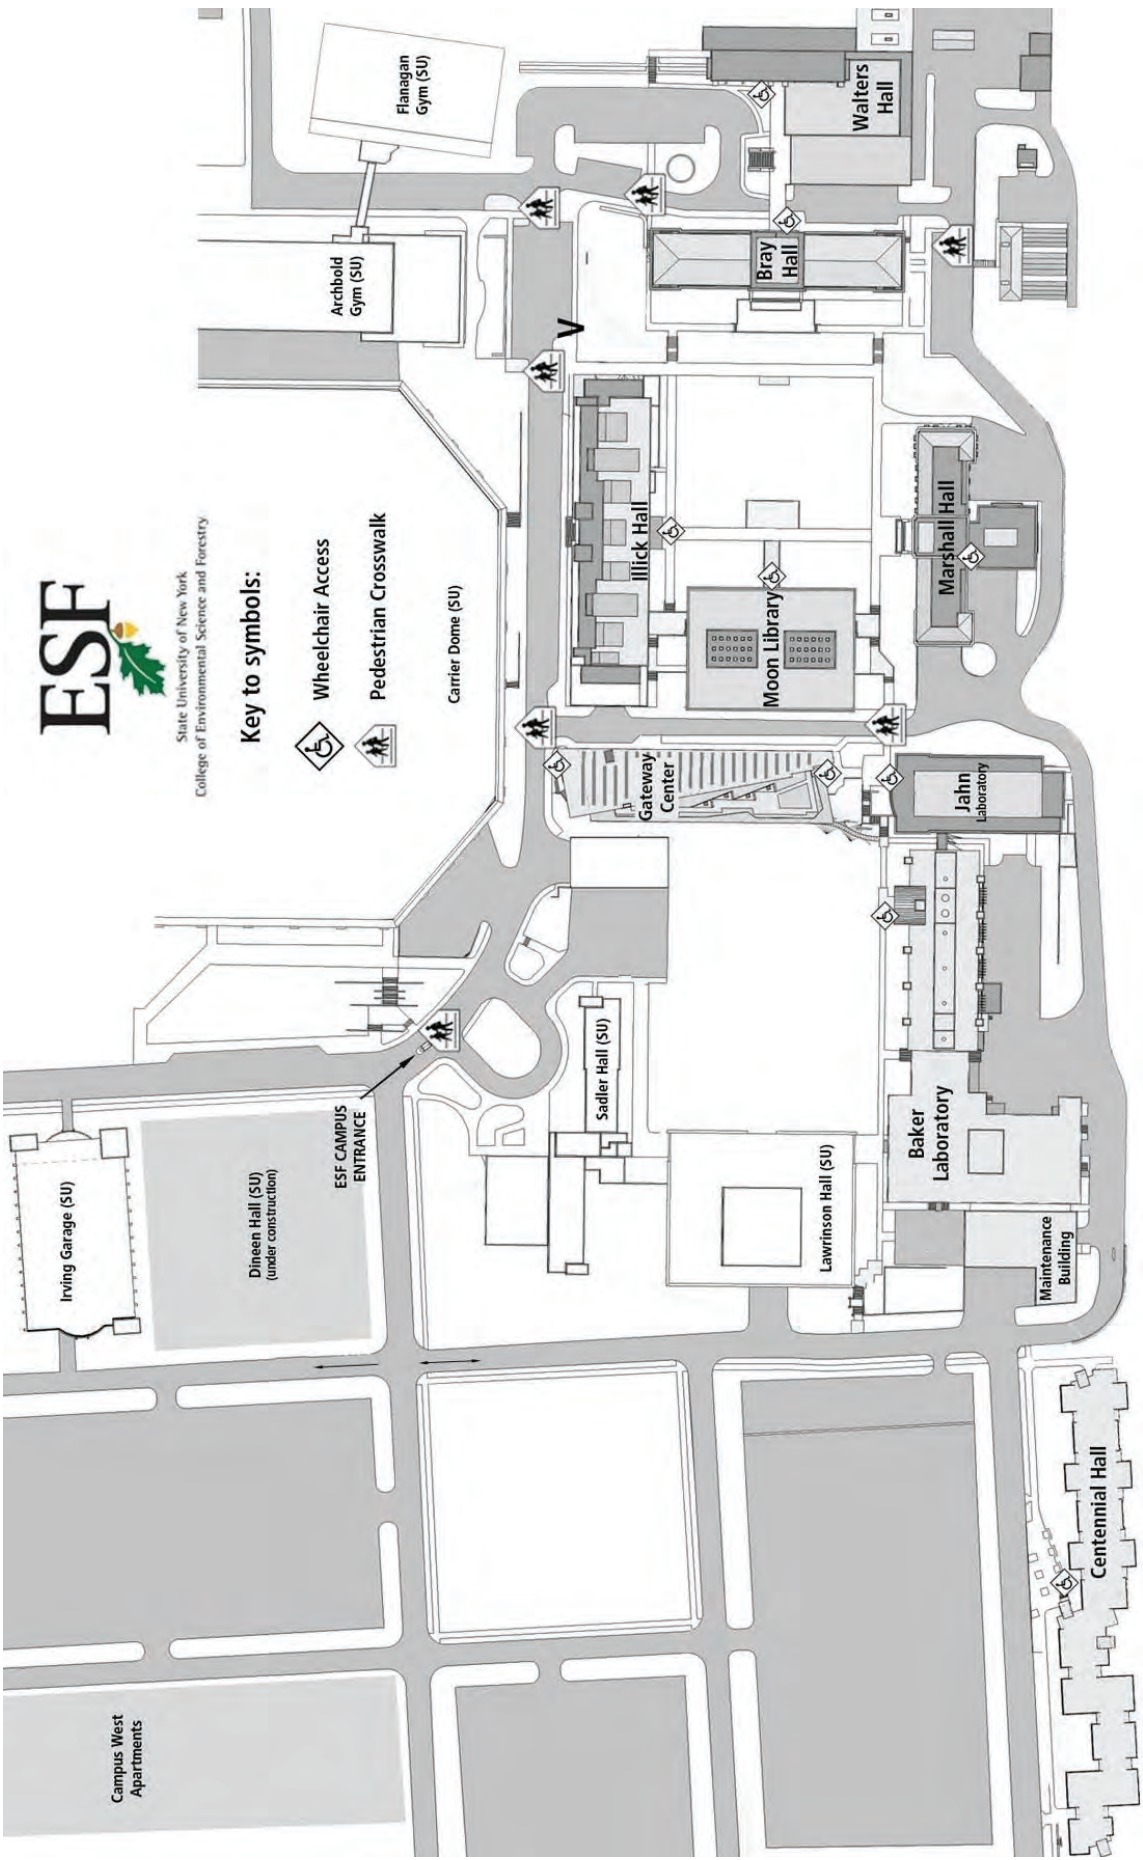 ESF
State University of New York
College of Environmental Science and Forestry
Key to symbols:
Wheelchair Access
Pedestrian Crosswalk
Carrier Dome (SU)
Flanagan
Gym (SU)
Archbold
Gym (SU)
Walters
Hall
Bray
Hall
V
Illick Hall
Moon Library
Marshall Hall
Gateway
Center
Jahn
Laboratory
Baker
Laboratory
Sadler Hall (SU)
Lawrinson Hall (SU)
Maintenance
Building
ESF CAMPUS
ENTRANCE
Dineen Hall (SU)
(under construction)
Irving Garage (SU)
Centennial Hall
Campus West
Apartments